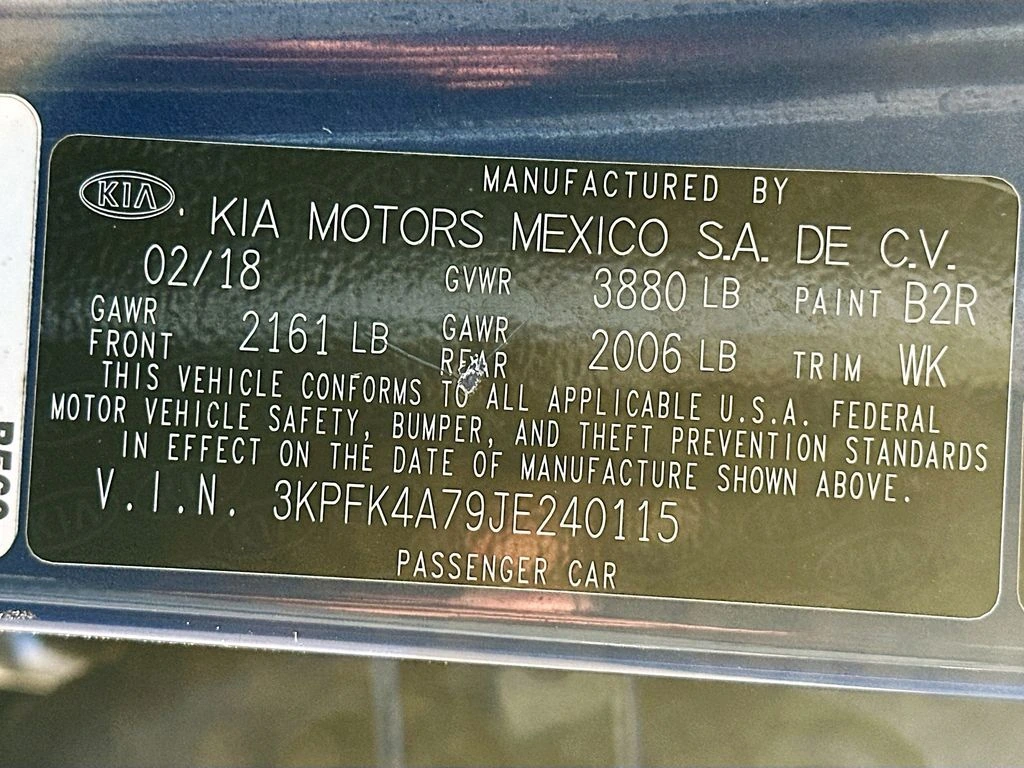 MANUFACTURED BY
KIA
KIA MOTORS MEXICO S.A. DE C.V.
02/18 GVWR 3880 LB PAINT B2R
GAWR FRONT 2161 LB GAWR REAR 2006 LB TRIM WK
THIS VEHICLE CONFORMS TO ALL APPLICABLE U.S.A. FEDERAL
MOTOR VEHICLE SAFETY, BUMPER, AND THEFT PREVENTION STANDARDS
IN EFFECT ON THE DATE OF MANUFACTURE SHOWN ABOVE.
V.I.N. 3KPFK4A79JE240115
PASSENGER CAR